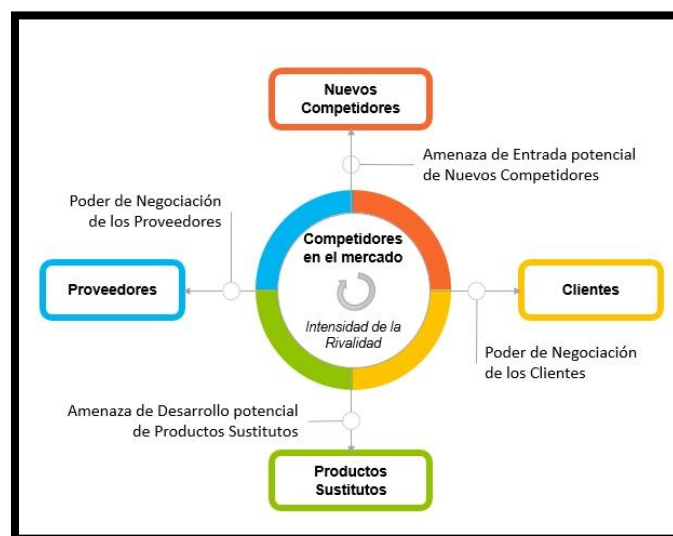 Nuevos
Competidores
Amenaza de Entrada potencial
de Nuevos Competidores
Poder de Negociación
de los Proveedores
Competidores
en el mercado
Proveedores
Clientes
Intensidad de la
Rivalidad
Poder de Negociación
de los Clientes
Amenaza de Desarrollo potencial
de Productos Sustitutos
Productos
Sustitutos